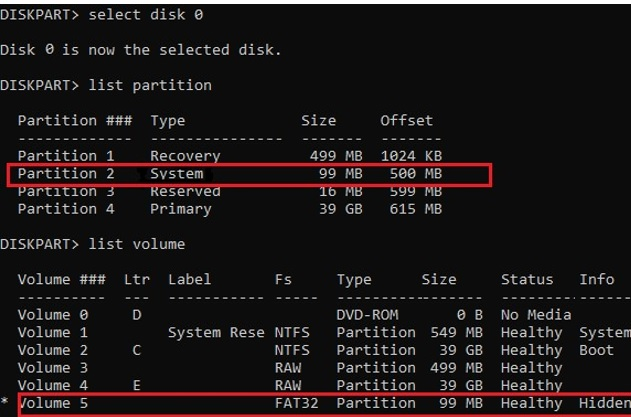 DISKPART> select disk 0
Disk 0 is now the selected disk.
DISKPART> list partition
Partition ### Type Size Offset
------------- --------------- ------- -------
Partition 1 Recovery 499 MB 1024 KB
Partition 2 System 99 MB 500 MB
Partition 3 Reserved 16 MB 599 MB
Partition 4 Primary 39 GB 615 MB
DISKPART> list volume
Volume ### Ltr Label Fs Type Size Status Info
---------- --- ----------- ----- ---------- ------- --------- ------
Volume 0 D DVD-ROM 0 B No Media
Volume 1 System Rese NTFS Partition 549 MB Healthy System
Volume 2 C NTFS Partition 39 GB Healthy Boot
Volume 3 RAW Partition 499 MB Healthy
Volume 4 E RAW Partition 39 GB Healthy
* Volume 5 FAT32 Partition 99 MB Healthy Hidden